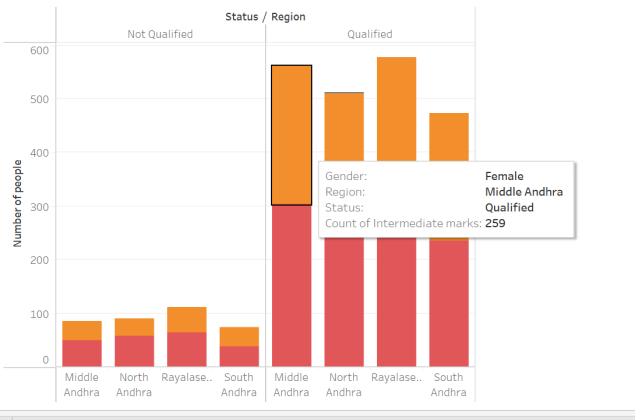 Status / Region
Not Qualified
Qualified
600
500
400
300
200
100
0
Number of people
Gender: Female
Region: Middle Andhra
Status: Qualified
Count of Intermediate marks: 259
Middle Andhra
North Andhra
Rayalase..
South Andhra
Middle Andhra
North Andhra
Rayalase..
South Andhra